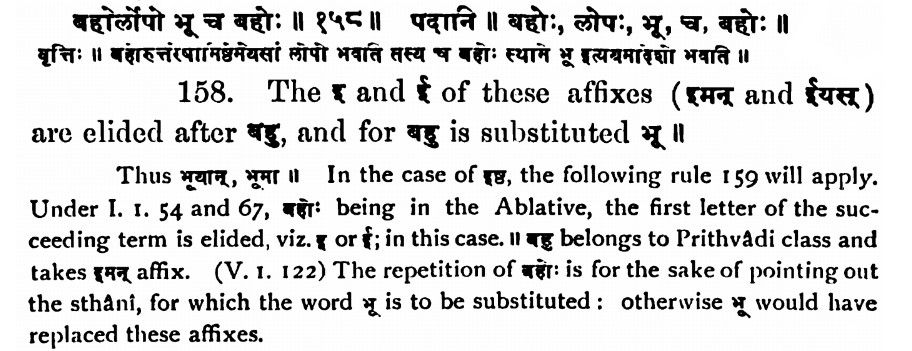 बहोर्लोपो भू च बहोः ॥ १५८ ॥ पदानि ॥ बहोः, लोपः, भू, च, बहोः ॥
वृत्तिः ॥ बहोरुत्तरेषामिष्ठेमेयसां लोपो भवति तस्य च बहोः स्थाने भू इत्ययमादेशो भवति ॥
158. The इ and ई of these affixes (इमन् and ईयस्)
are elided after बहु, and for बहु is substituted भू ॥
Thus भूयान्, भूमा ॥ In the case of इष्ठ, the following rule 159 will apply.
Under I. 1. 54 and 67, बहोः being in the Ablative, the first letter of the suc-
ceeding term is elided, viz. इ or ई; in this case. ॥ बहु belongs to Prithvâdi class and
takes इमन् affix. (V. 1. 122) The repetition of बहोः is for the sake of pointing out
the sthânî, for which the word भू is to be substituted : otherwise भू would have
replaced these affixes.